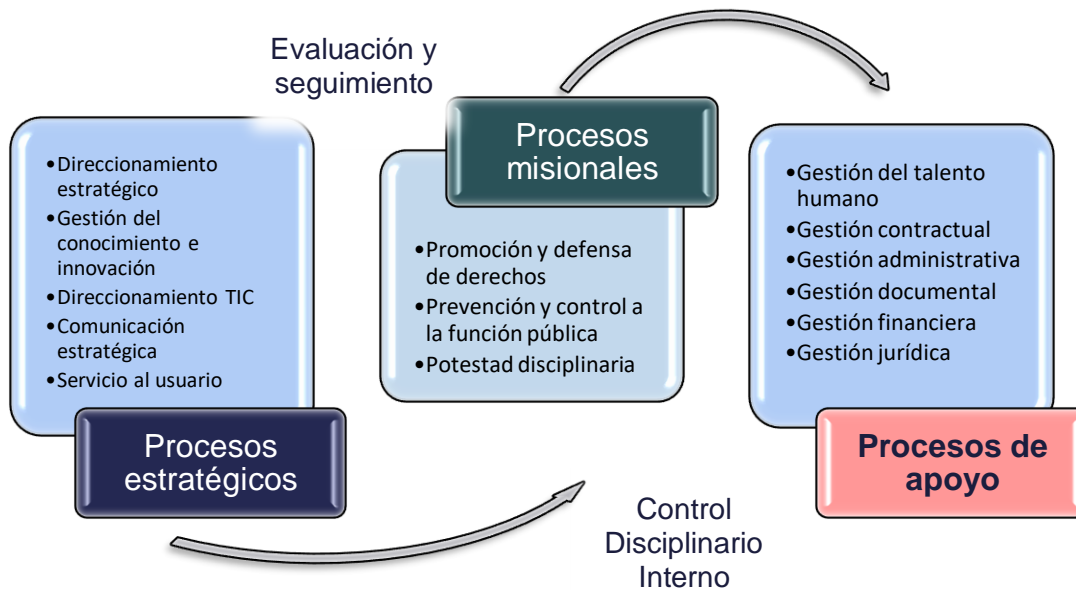 Evaluación y
seguimiento
•Direccionamiento
estratégico
•Gestión del
conocimiento e
innovación
•Direccionamiento TIC
•Comunicación
estratégica
•Servicio al usuario
Procesos
estratégicos
Procesos
misionales
•Promoción y defensa
de derechos
•Prevención y control a
la función pública
•Potestad disciplinaria
•Gestión del talento
humano
•Gestión contractual
•Gestión administrativa
•Gestión documental
•Gestión financiera
•Gestión jurídica
Procesos de
apoyo
Control
Disciplinario
Interno